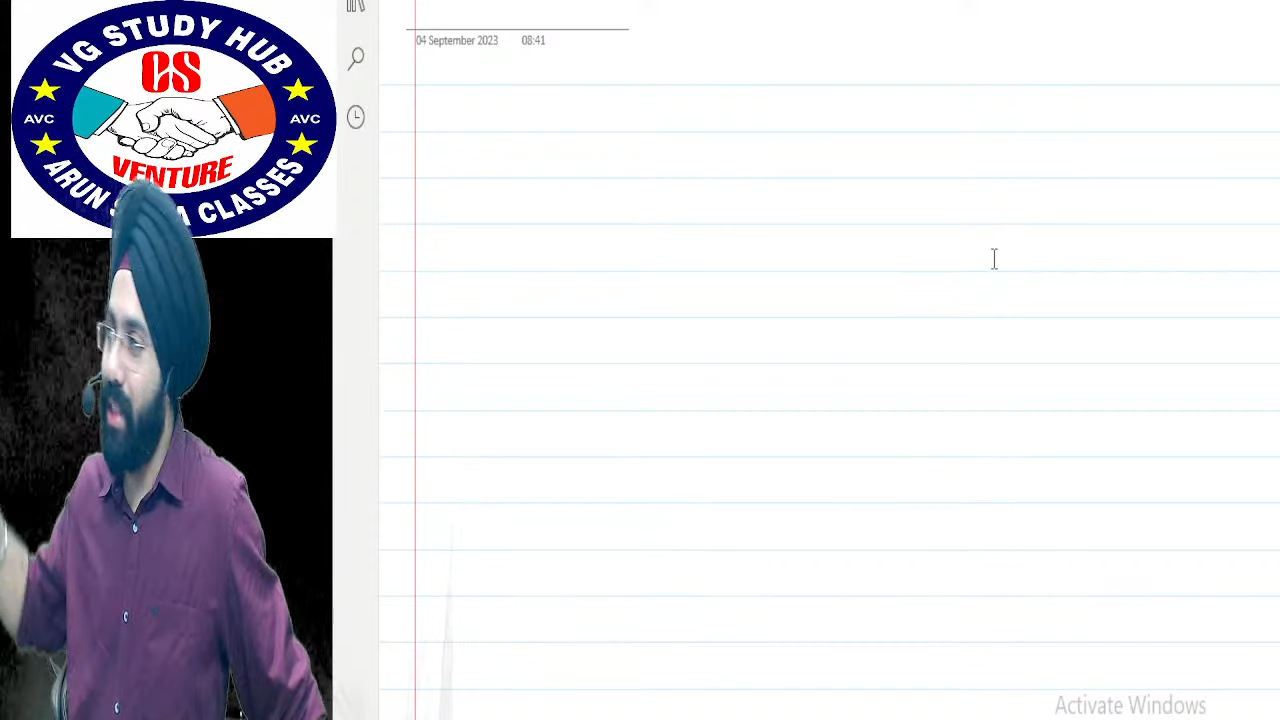 VG STUDY HUB
CS
AVC
AVC
VENTURE
ARUN CLASSES
04 September 2023 08:41
Activate Windows